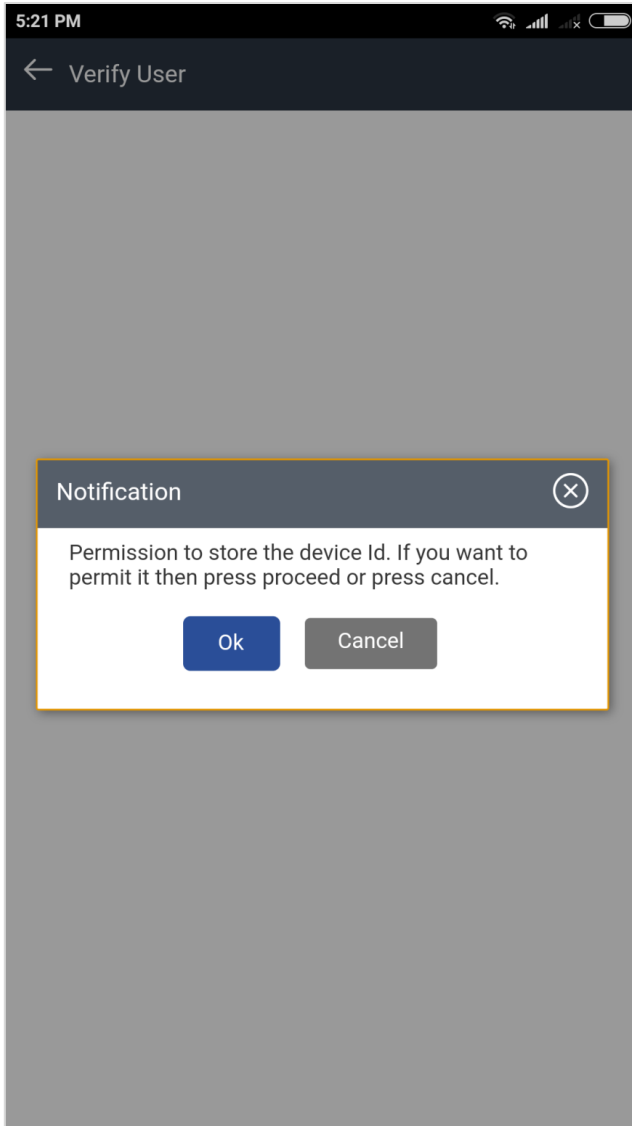 5:21 PM
Verify User
Notification
Permission to store the device Id. If you want to
permit it then press proceed or press cancel.
Ok
Cancel